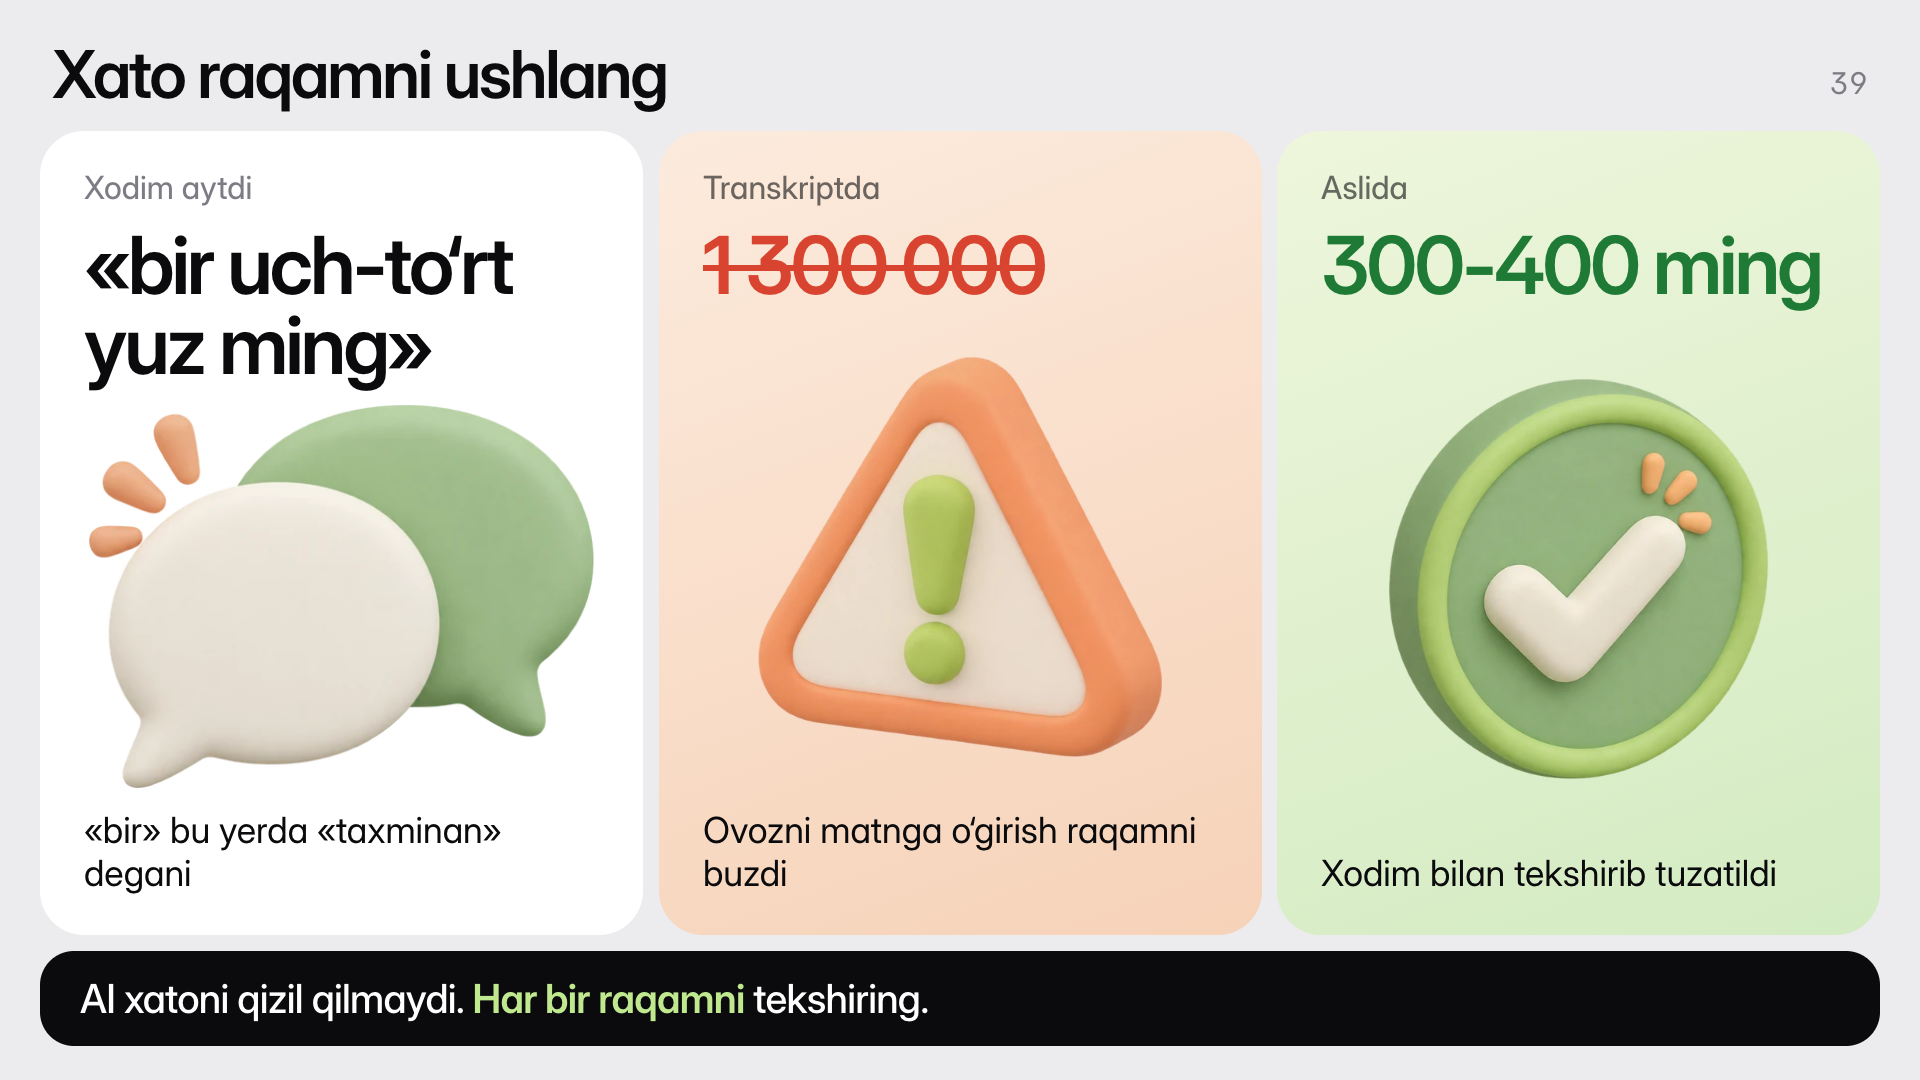 Xato raqamni ushlang
39
Xodim aytdi
«bir uch-to‘rt
yuz ming»
«bir» bu yerda «taxminan»
degani
Transkriptda
1 300 000
Ovozni matnga o‘girish raqamni
buzdi
Aslida
300-400 ming
Xodim bilan tekshirib tuzatildi
AI xatoni qizil qilmaydi. Har bir raqamni tekshiring.